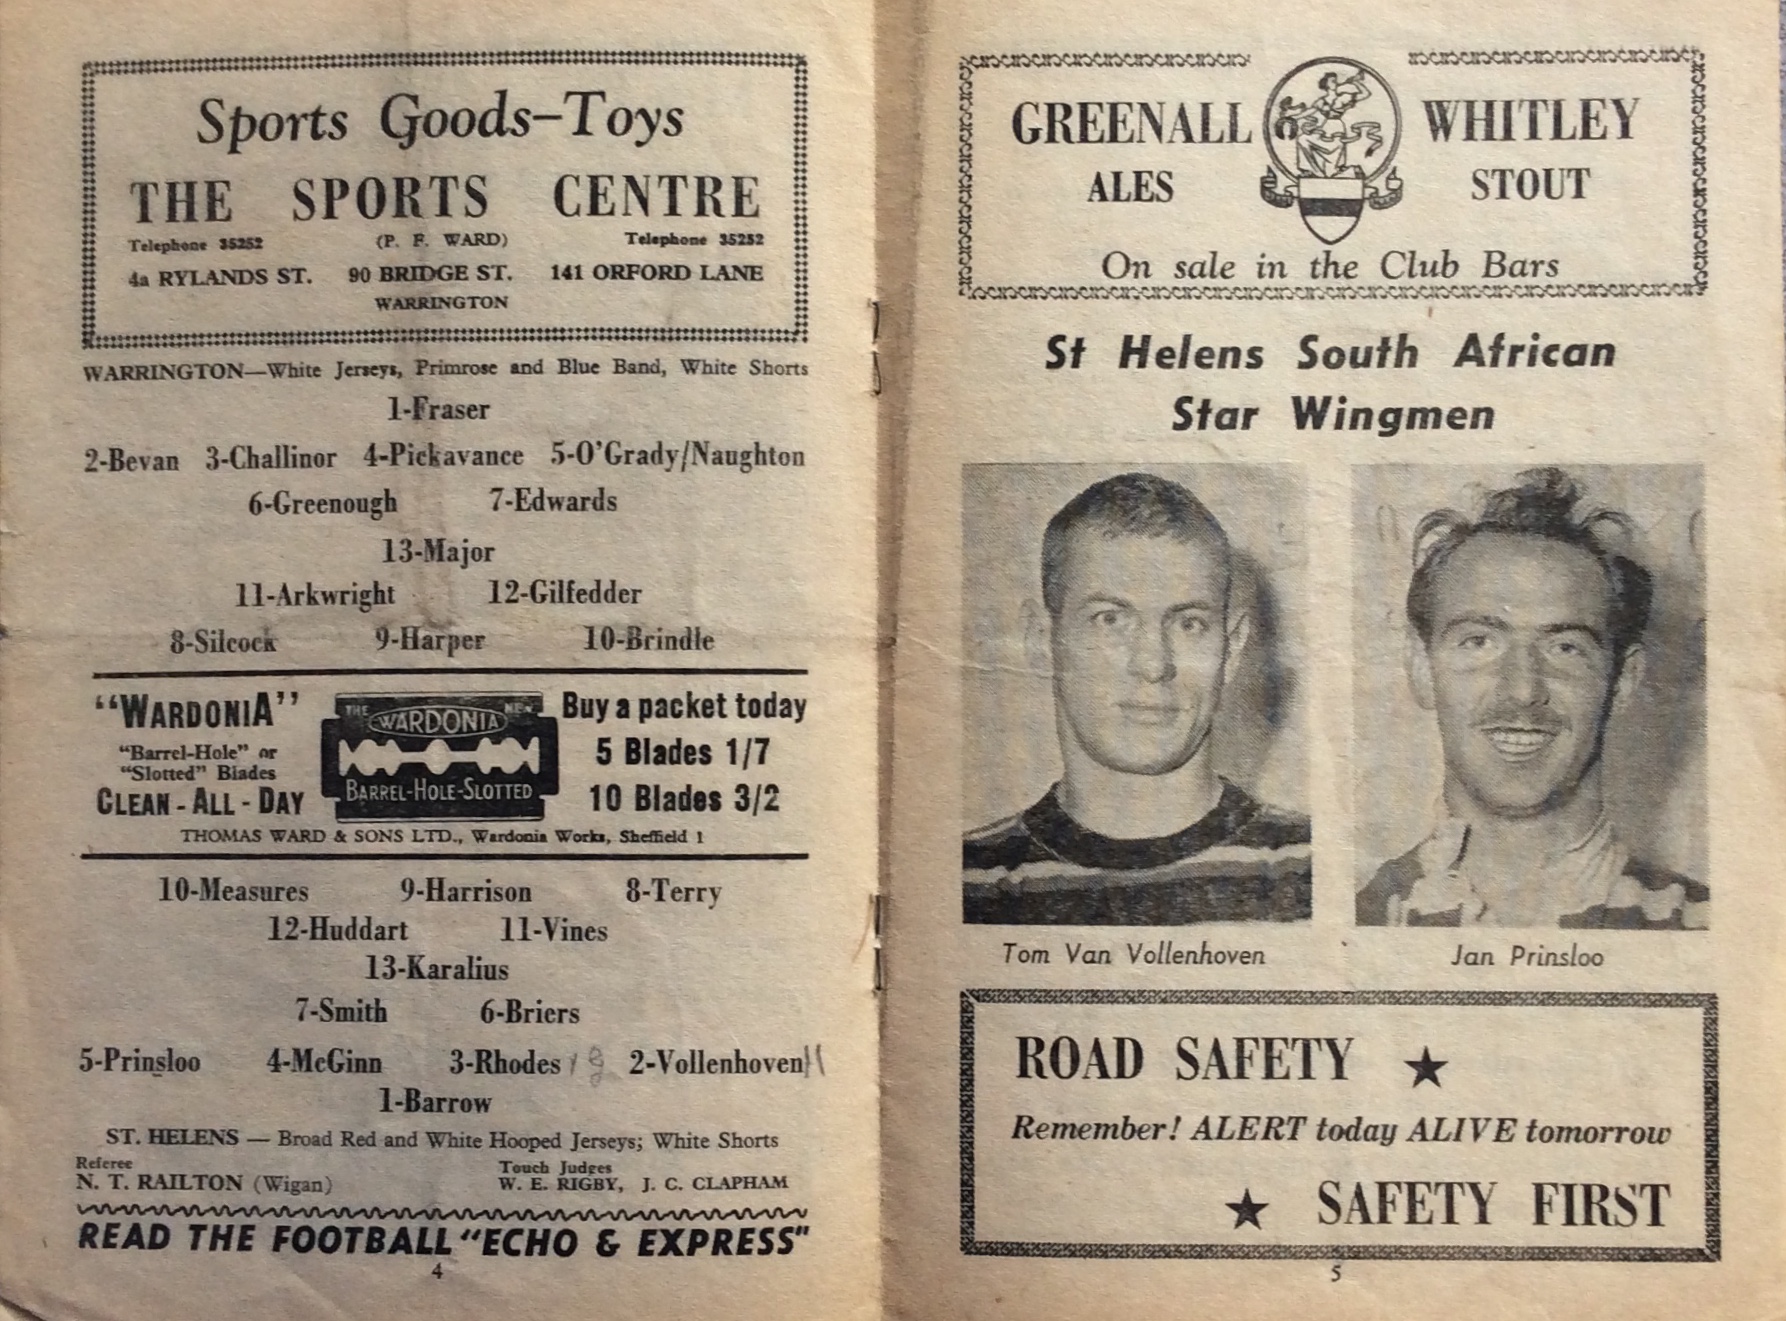 Sports Goods-Toys
THE SPORTS CENTRE
Telephone 35252 (P. F. WARD) Telephone 35252
4a RYLANDS ST. 90 BRIDGE ST. 141 ORFORD LANE
WARRINGTON
WARRINGTON—White Jerseys, Primrose and Blue Band, White Shorts
1-Fraser
2-Bevan 3-Challinor 4-Pickavance 5-O'Grady/Naughton
6-Greenough 7-Edwards
13-Major
11-Arkwright 12-Gilfedder
8-Silcock 9-Harper 10-Brindle
"WARDONIA"
"Barrel-Hole" or
"Slotted" Blades
CLEAN-ALL-DAY
THE WARDONIA NEW
BARREL-HOLE-SLOTTED
Buy a packet today
5 Blades 1/7
10 Blades 3/2
THOMAS WARD & SONS LTD., Wardonia Works, Sheffield 1
10-Measures 9-Harrison 8-Terry
12-Huddart 11-Vines
13-Karalius
7-Smith 6-Briers
5-Prinsloo 4-McGinn 3-Rhodes 2-Vollenhoven
1-Barrow
ST. HELENS — Broad Red and White Hooped Jerseys; White Shorts
Referee Touch Judges
N. T. RAILTON (Wigan) W. E. RIGBY, J. C. CLAPHAM
READ THE FOOTBALL "ECHO & EXPRESS"
4
GREENALL WHITLEY
ALES STOUT
On sale in the Club Bars
St Helens South African
Star Wingmen
Tom Van Vollenhoven Jan Prinsloo
ROAD SAFETY
Remember! ALERT today ALIVE tomorrow
SAFETY FIRST
5